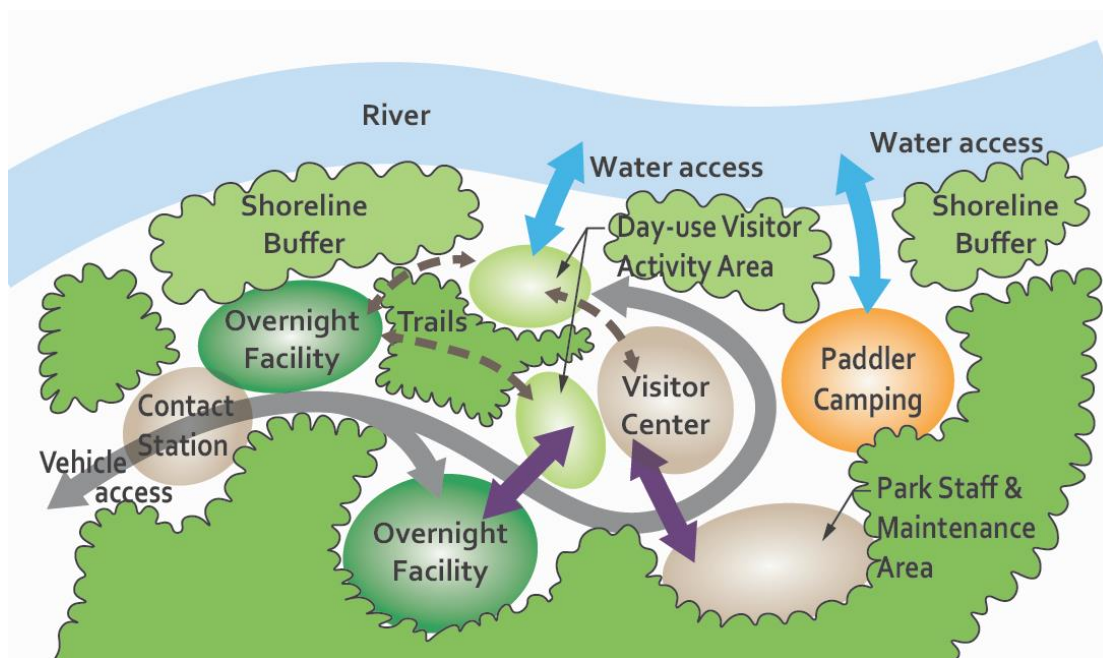 River
Water access
Water access
Shoreline
Buffer
Day-use Visitor
Activity Area
Shoreline
Buffer
Overnight
Facility
Trails
Visitor
Center
Paddler
Camping
Contact
Station
Vehicle
access
Park Staff &
Maintenance
Area
Overnight
Facility